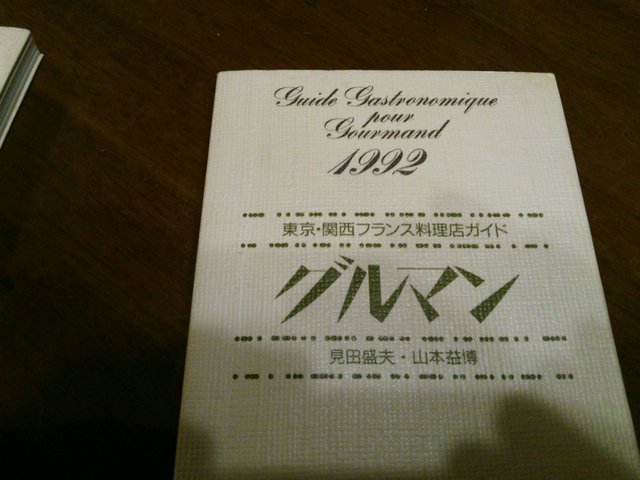 Guide Gastronomique
pour
Gourmand
1992
東京・関西フランス料理店ガイド
グルマン
見田盛夫・山本益博